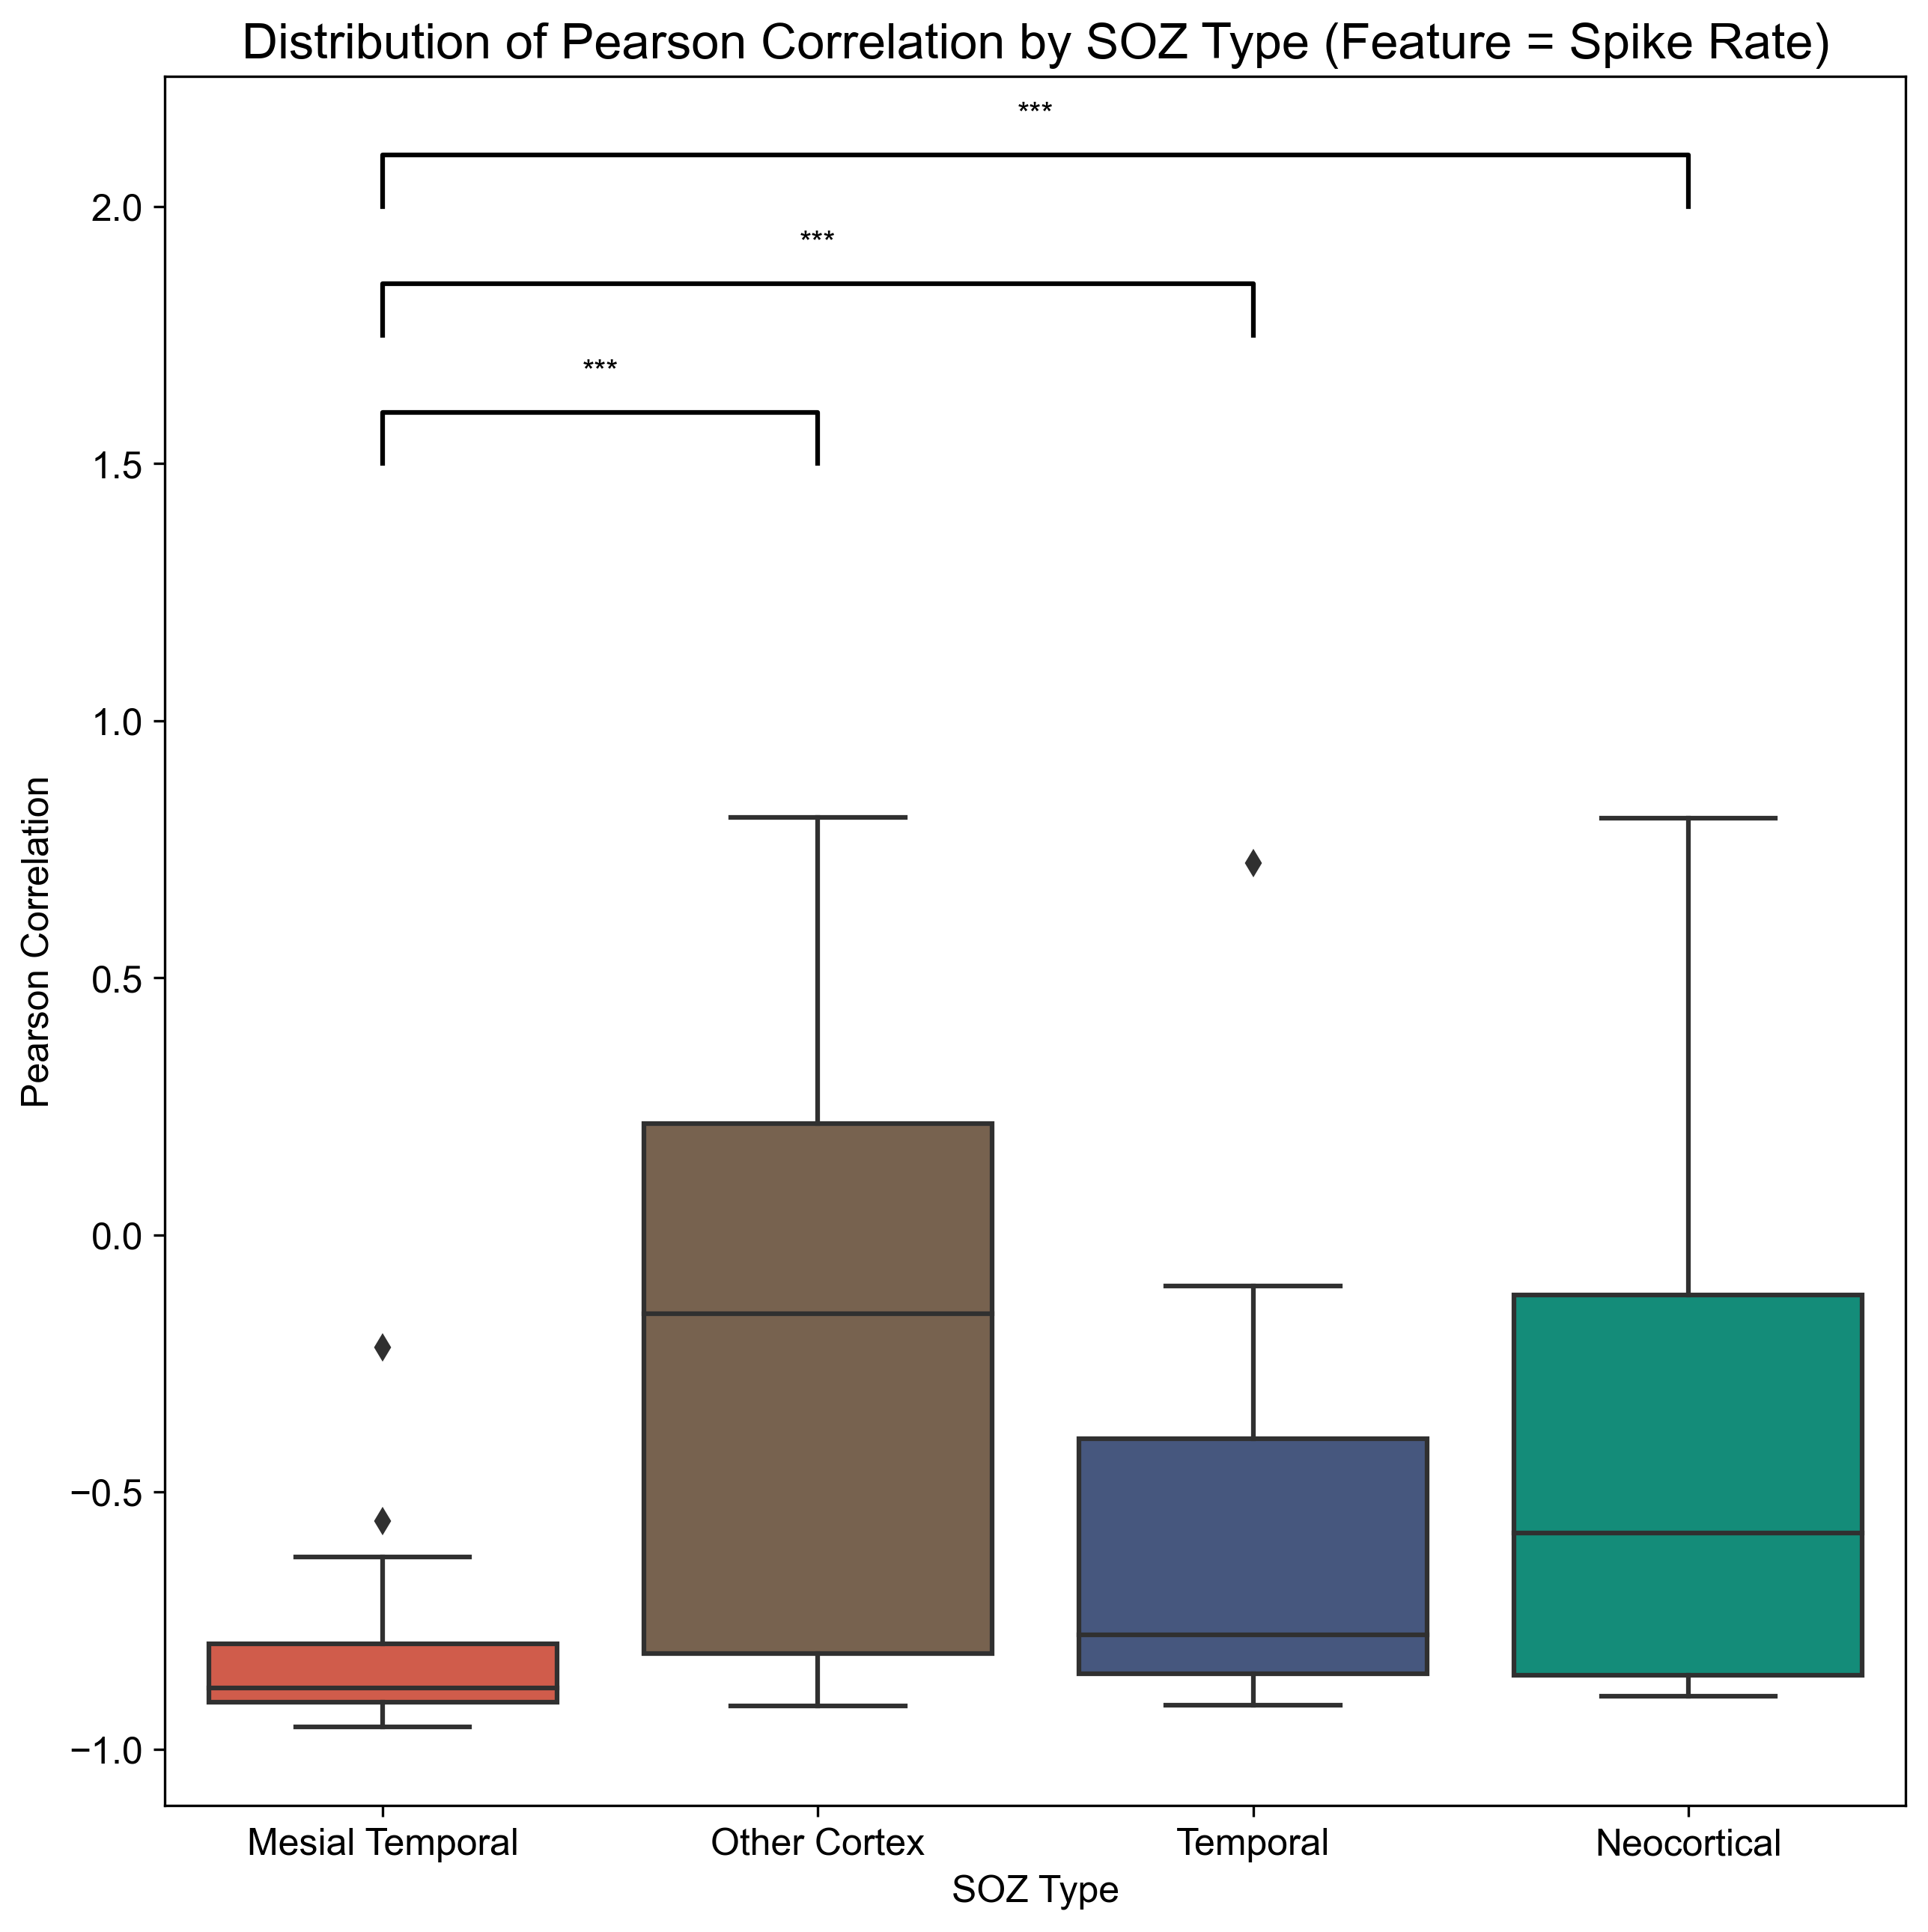 Distribution of Pearson Correlation by SOZ Type (Feature = Spike Rate)
***
2.0
***
***
1.5
1.0
Pearson Correlation
0.5
0.0
−0.5
−1.0
Mesial Temporal Other Cortex Temporal Neocortical
SOZ Type